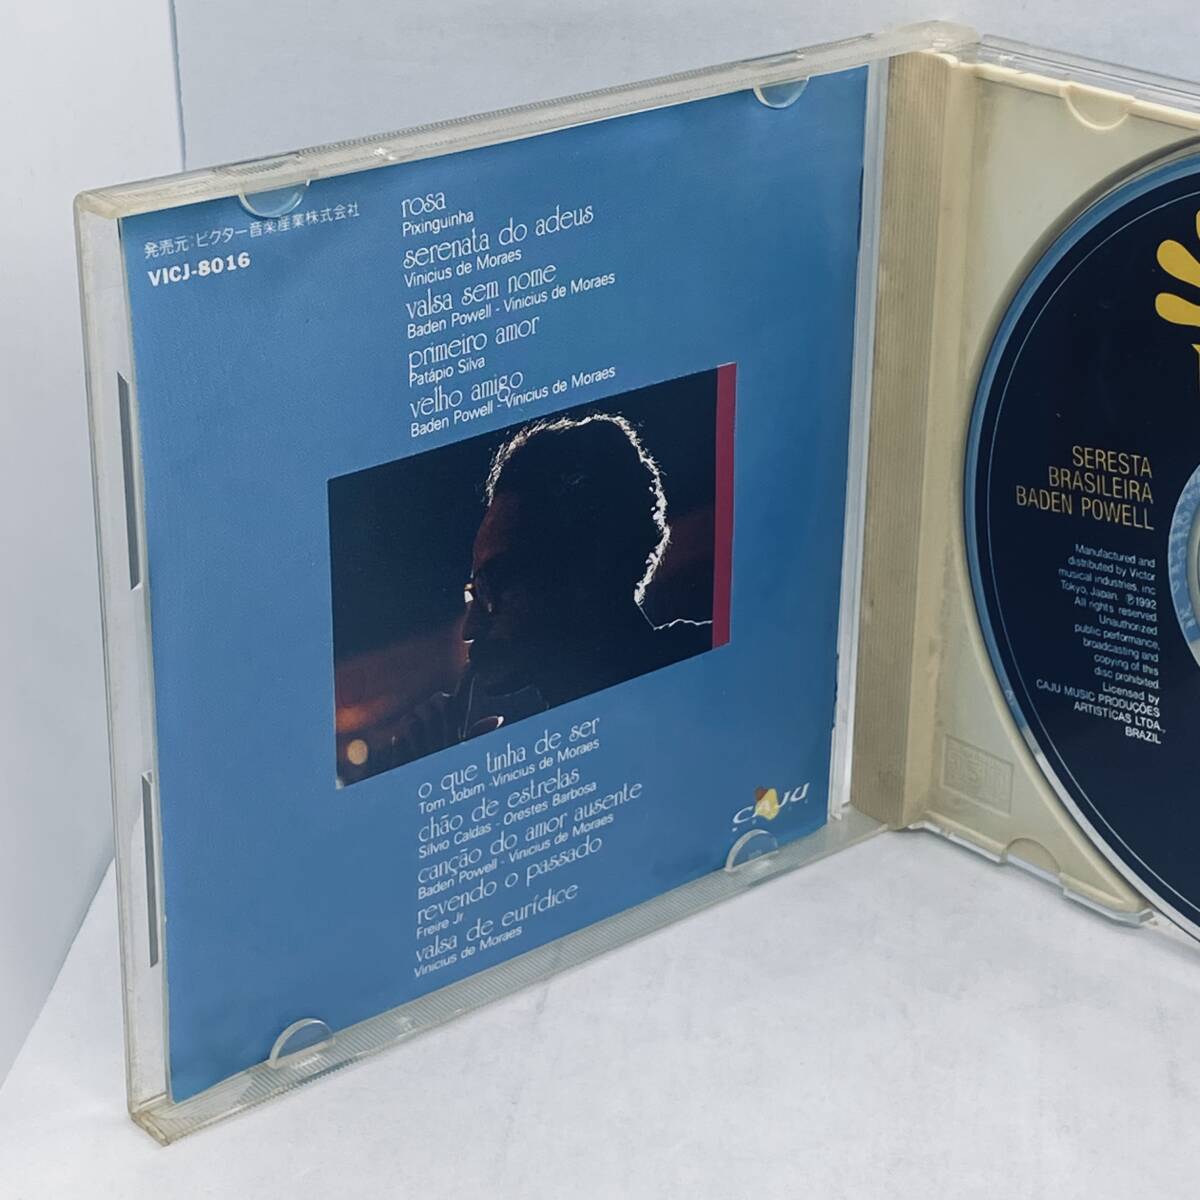 発売元:ビクター音楽産業株式会社
VICJ-8016
rosa
Pixinguinha
serenata do adeus
Vinicius de Moraes
valsa sem nome
Baden Powell - Vinicius de Moraes
primeiro amor
Patápio Silva
velho amigo
Baden Powell - Vinicius de Moraes
o que tinha de ser
Tom Jobim - Vinicius de Moraes
chão de estrelas
Silvio Caldas - Orestes Barbosa
canção do amor ausente
Baden Powell - Vinicius de Moraes
revendo o passado
Freire Jr
valsa de eurídice
Vinicius de Moraes
CAJU
SERESTA
BRASILEIRA
BADEN POWELL
Manufactured and
distributed by Victor
musical industries, inc
Tokyo, Japan. ℗1992
All rights reserved.
Unauthorized
public performance,
broadcasting and
copying of this
disc prohibited.
Licensed by
CAJU MUSIC PRODUÇÕES
ARTISTÍCAS LTDA.,
BRAZIL